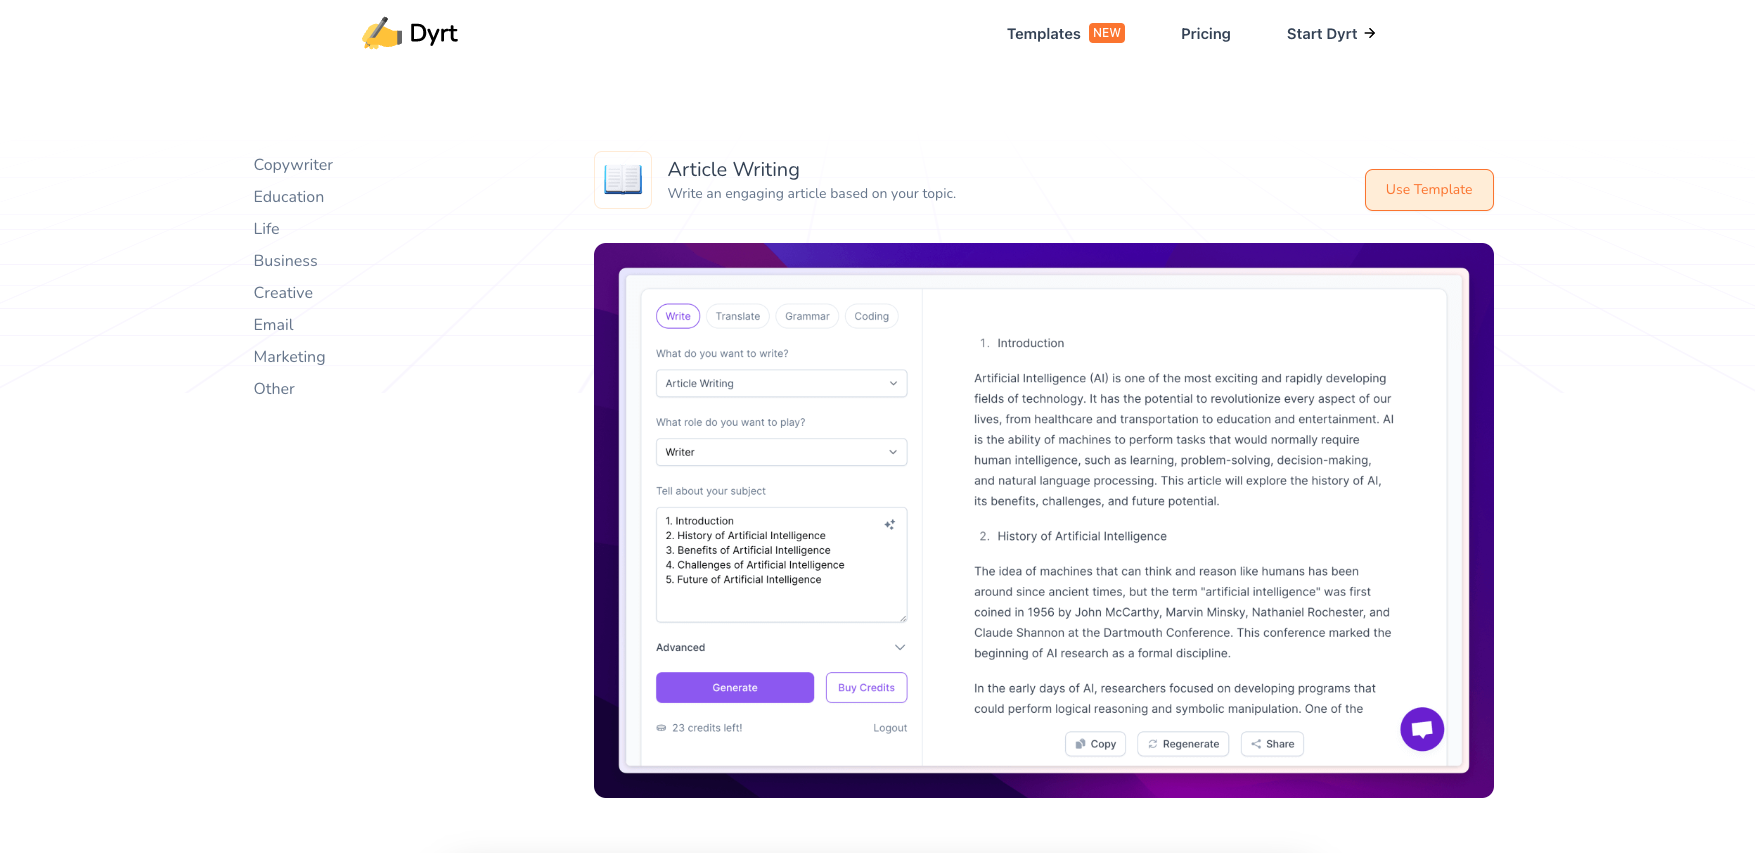 Dyrt
Templates NEW
Pricing
Start Dyrt →
Copywriter
Education
Life
Business
Creative
Email
Marketing
Other
Article Writing
Write an engaging article based on your topic.
Use Template
Write
Translate
Grammar
Coding
What do you want to write?
Article Writing
What role do you want to play?
Writer
Tell about your subject
1. Introduction
2. History of Artificial Intelligence
3. Benefits of Artificial Intelligence
4. Challenges of Artificial Intelligence
5. Future of Artificial Intelligence
Advanced
Generate
Buy Credits
23 credits left!
Logout
1. Introduction
Artificial Intelligence (AI) is one of the most exciting and rapidly developing
fields of technology. It has the potential to revolutionize every aspect of our
lives, from healthcare and transportation to education and entertainment. AI
is the ability of machines to perform tasks that would normally require
human intelligence, such as learning, problem-solving, decision-making,
and natural language processing. This article will explore the history of AI,
its benefits, challenges, and future potential.
2. History of Artificial Intelligence
The idea of machines that can think and reason like humans has been
around since ancient times, but the term "artificial intelligence" was first
coined in 1956 by John McCarthy, Marvin Minsky, Nathaniel Rochester, and
Claude Shannon at the Dartmouth Conference. This conference marked the
beginning of AI research as a formal discipline.
In the early days of AI, researchers focused on developing programs that
could perform logical reasoning and symbolic manipulation. One of the
Copy
Regenerate
Share